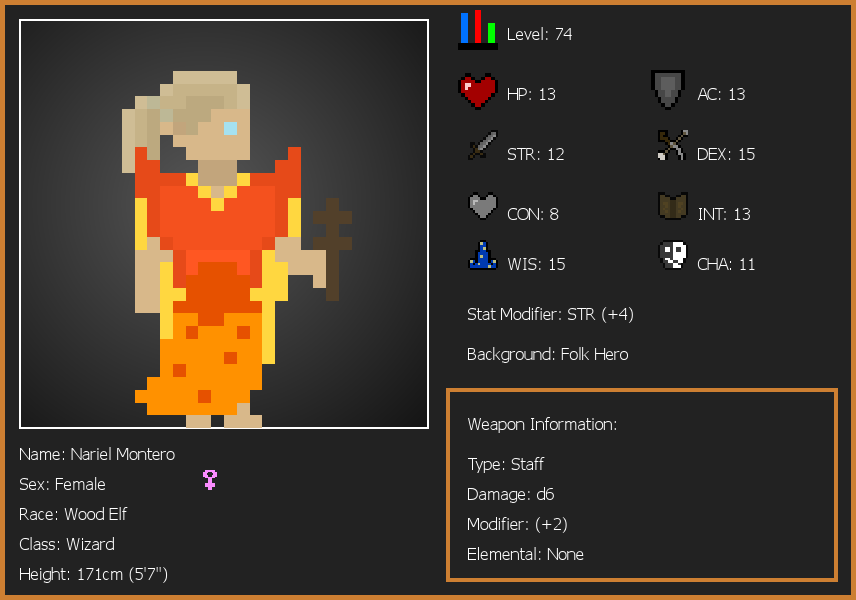 Level: 74
HP: 13
AC: 13
STR: 12
DEX: 15
CON: 8
INT: 13
WIS: 15
CHA: 11
Stat Modifier: STR (+4)
Background: Folk Hero
Weapon Information:
Type: Staff
Damage: d6
Modifier: (+2)
Elemental: None
Name: Nariel Montero
Sex: Female
Race: Wood Elf
Class: Wizard
Height: 171cm (5'7")